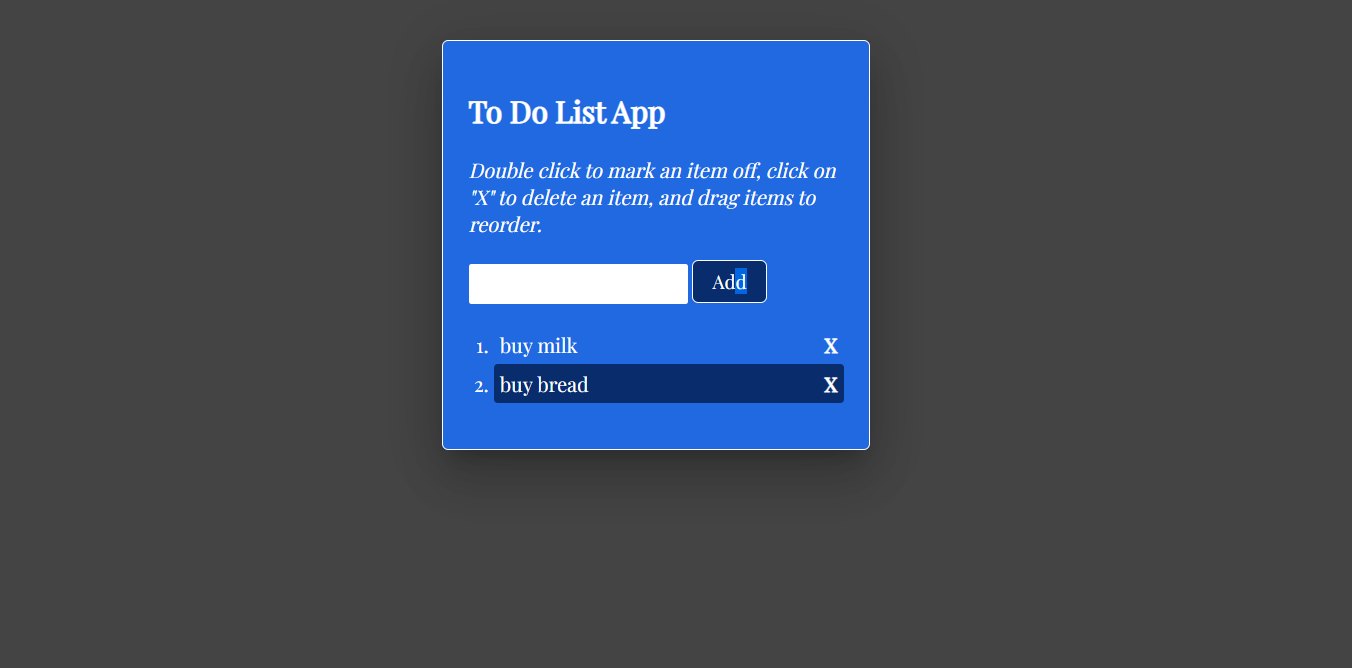 To Do List App
Double click to mark an item off, click on
"X" to delete an item, and drag items to
reorder.
Add
1. buy milk X
2. buy bread X